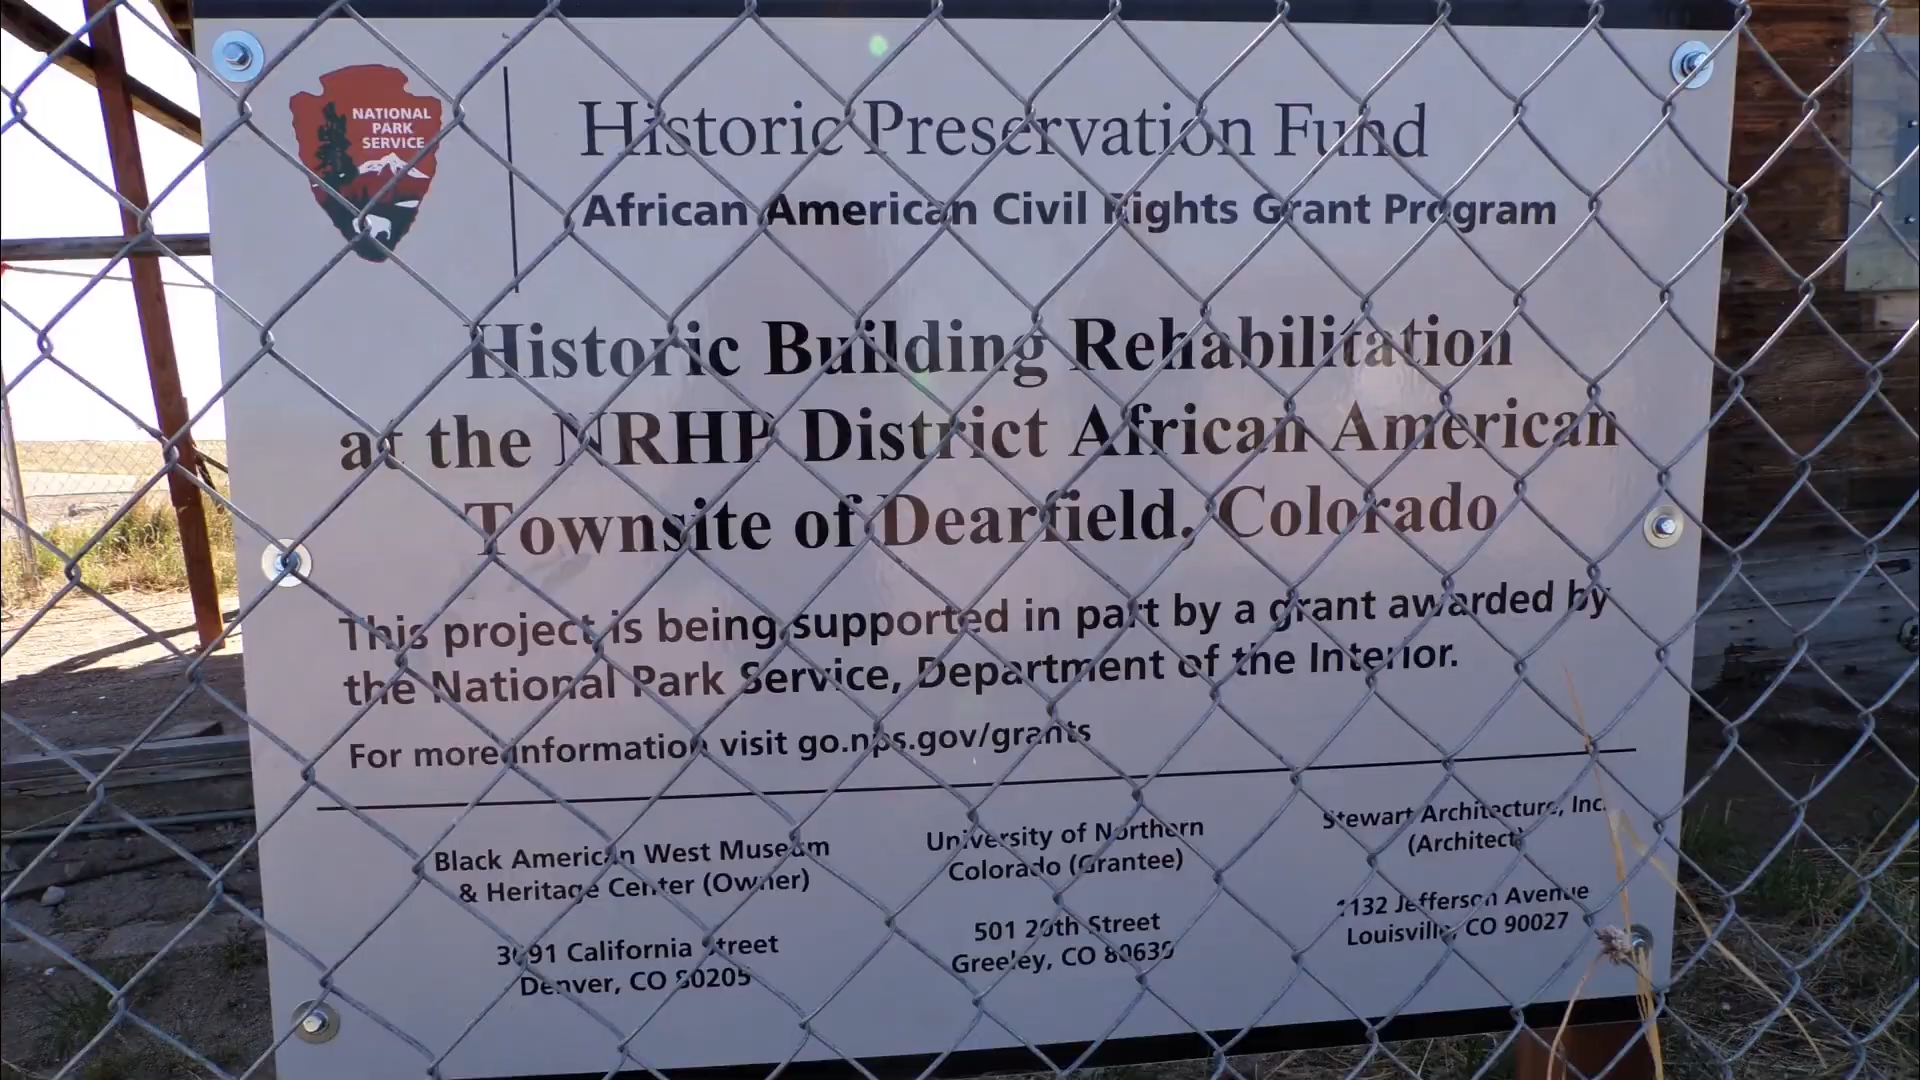 NATIONAL
PARK
SERVICE
Historic Preservation Fund
African American Civil Rights Grant Program
Historic Building Rehabilitation
at the NRHP District African American
Townsite of Dearfield, Colorado
This project is being supported in part by a grant awarded by
the National Park Service, Department of the Interior.
For more information visit go.nps.gov/grants
Black American West Museum
& Heritage Center (Owner)
California Street
Denver, CO 80205
University of Northern
Colorado (Grantee)
501 20th Street
Greeley, CO 80639
Stewart Architecture, Inc.
(Architect)
1132 Jefferson Avenue
Louisville, CO 90027